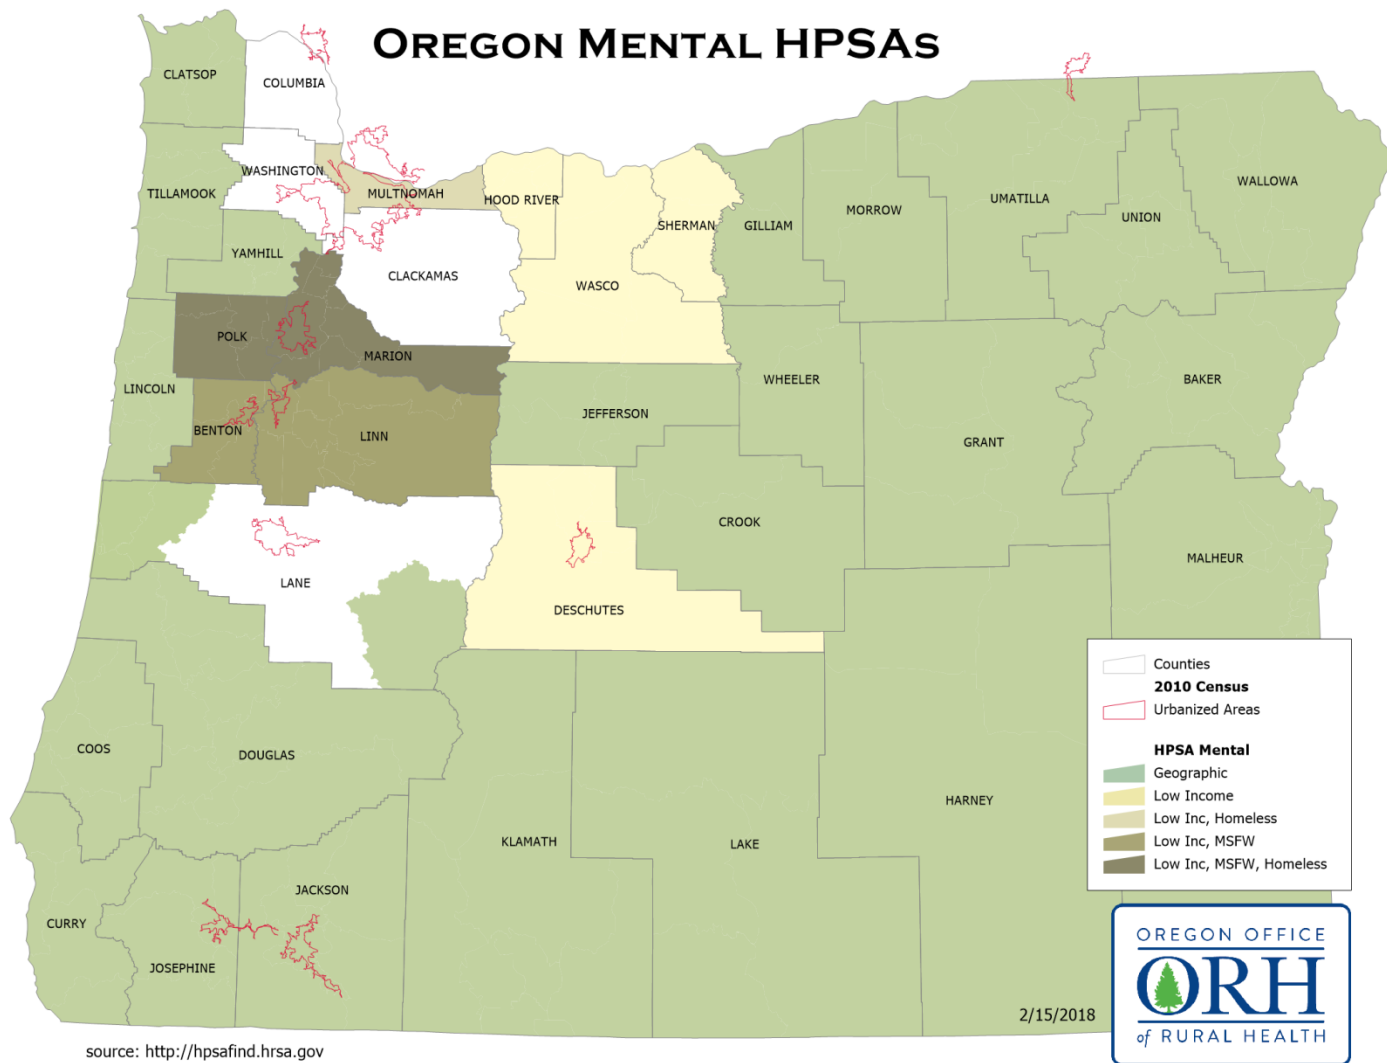 OREGON MENTAL HPSAS
CLATSOP
COLUMBIA
WASHINGTON
TILLAMOOK
MULTNOMAH
HOOD RIVER
SHERMAN
GILLIAM
MORROW
UMATILLA
UNION
WALLOWA
YAMHILL
CLACKAMAS
WASCO
POLK
MARION
LINCOLN
WHEELER
BAKER
JEFFERSON
BENTON
LINN
GRANT
CROOK
MALHEUR
LANE
DESCHUTES
COOS
DOUGLAS
HARNEY
KLAMATH
LAKE
JACKSON
CURRY
JOSEPHINE
Counties
2010 Census
Urbanized Areas
HPSA Mental
Geographic
Low Income
Low Inc, Homeless
Low Inc, MSFW
Low Inc, MSFW, Homeless
OREGON OFFICE
ORH
of RURAL HEALTH
2/15/2018
source: http://hpsafind.hrsa.gov